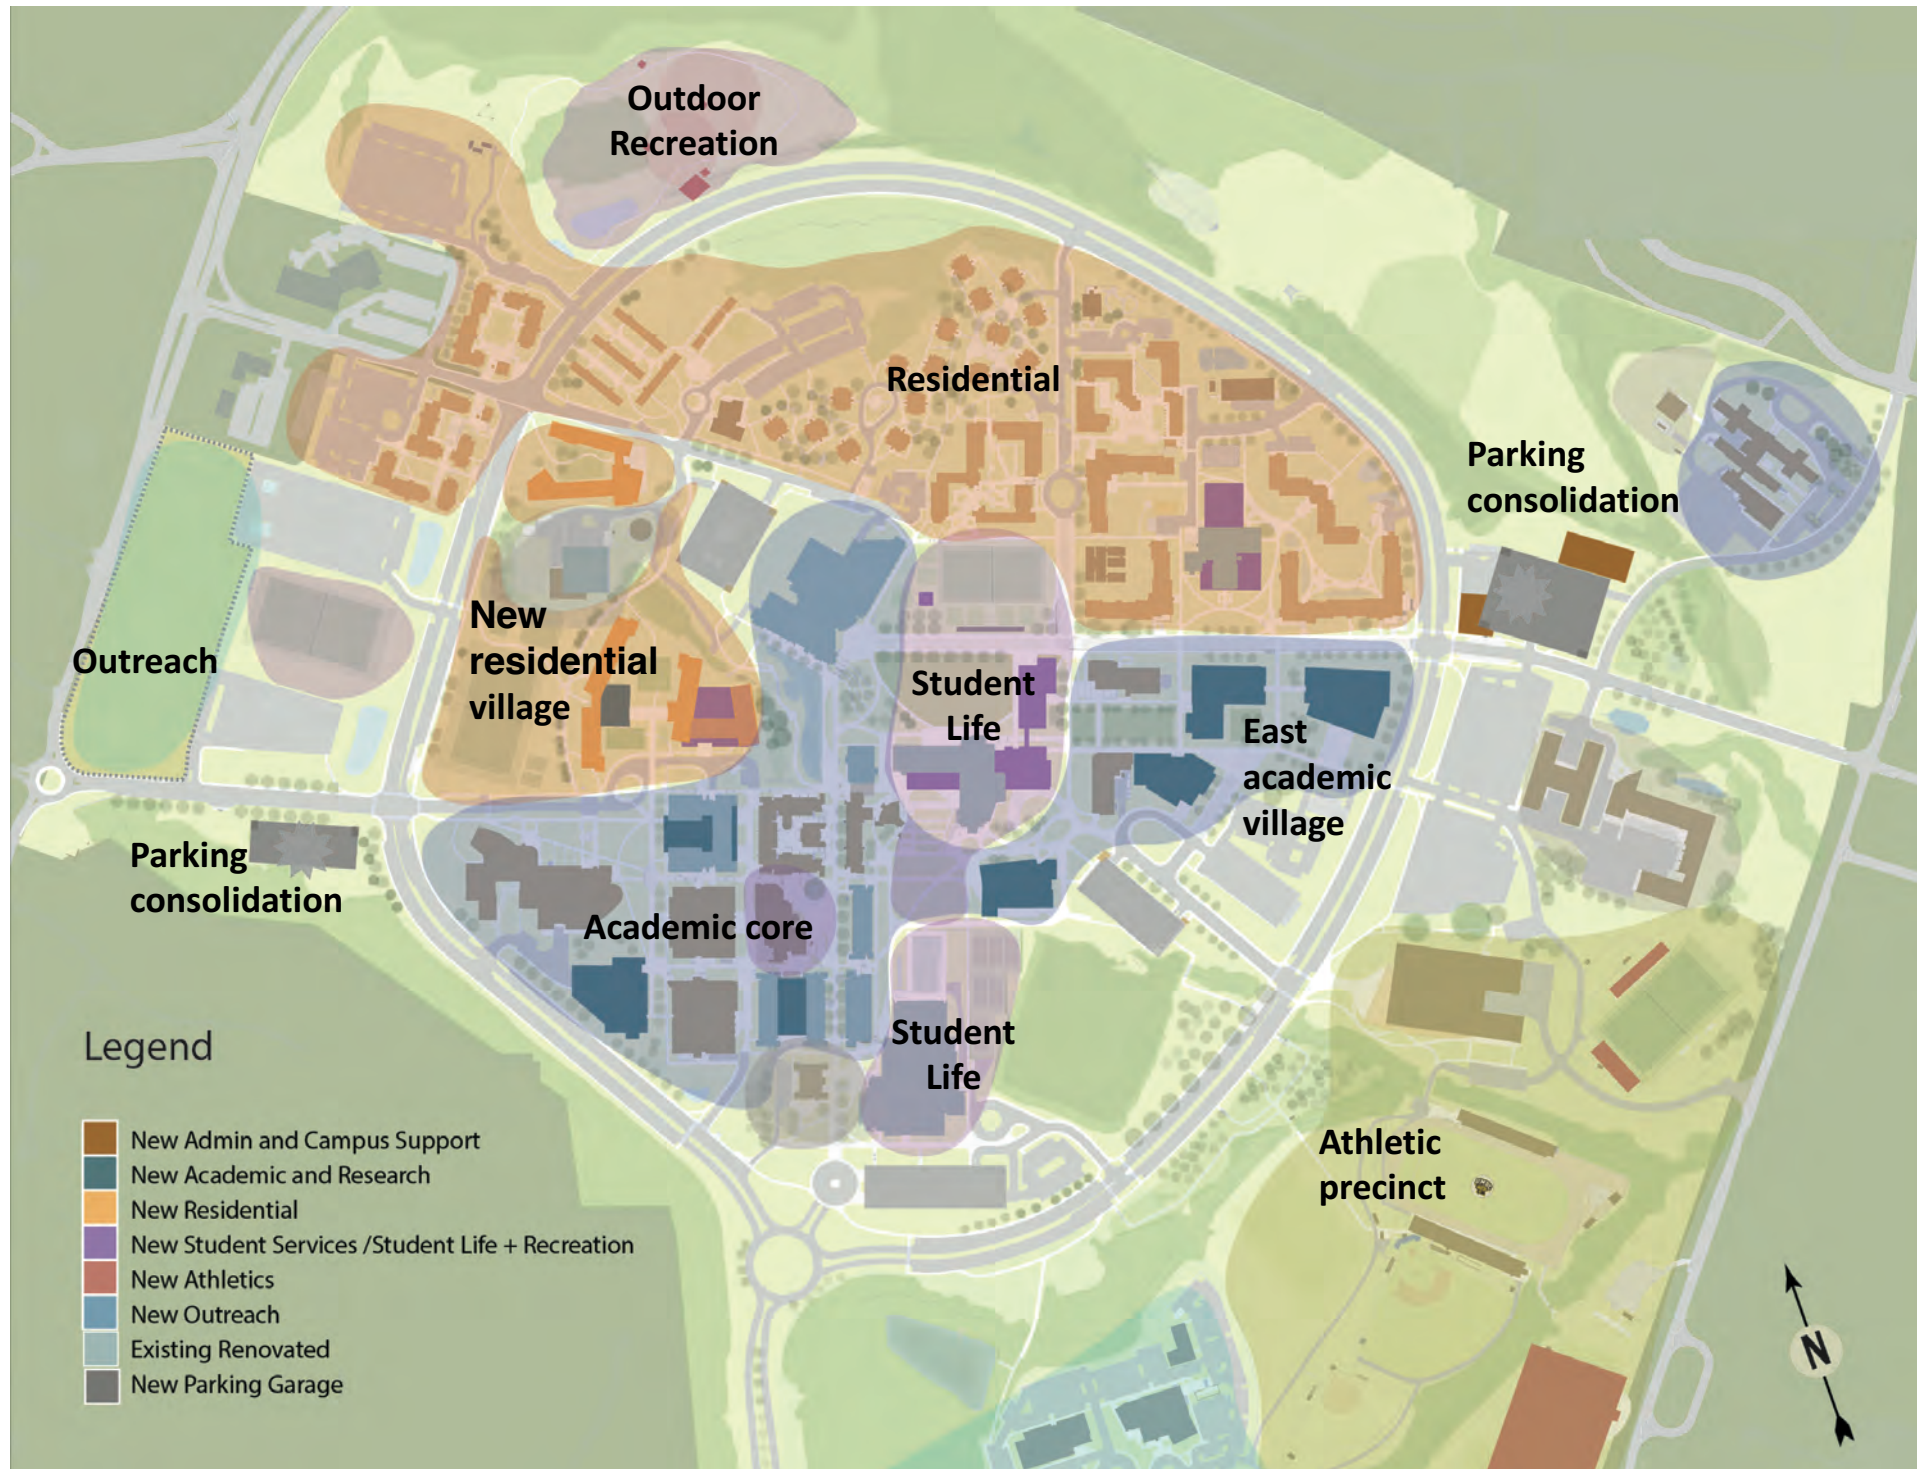 Outdoor
Recreation
Residential
Parking
consolidation
New
residential
village
Outreach
Student
Life
East
academic
village
Parking
consolidation
Academic core
Student
Life
Athletic
precinct
Legend
New Admin and Campus Support
New Academic and Research
New Residential
New Student Services /Student Life + Recreation
New Athletics
New Outreach
Existing Renovated
New Parking Garage
N